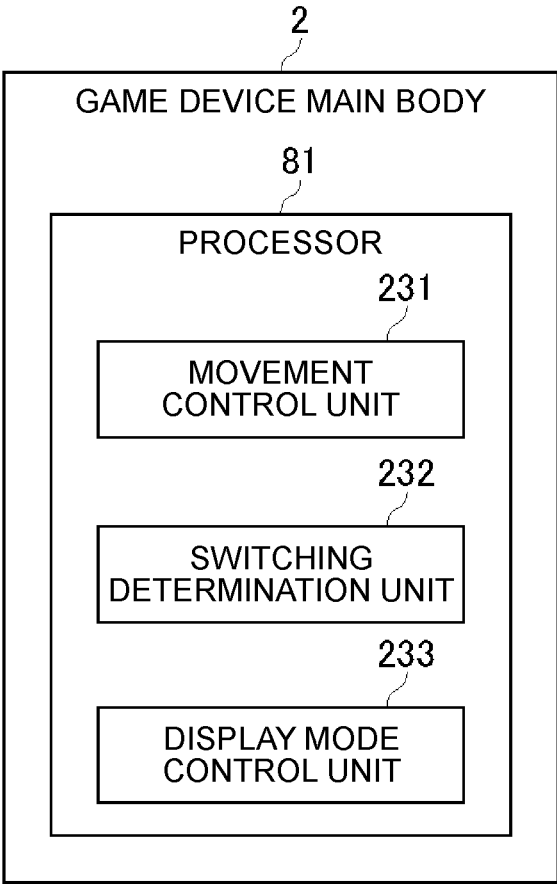 2
GAME DEVICE MAIN BODY
81
PROCESSOR
231
MOVEMENT
CONTROL UNIT
232
SWITCHING
DETERMINATION UNIT
233
DISPLAY MODE
CONTROL UNIT